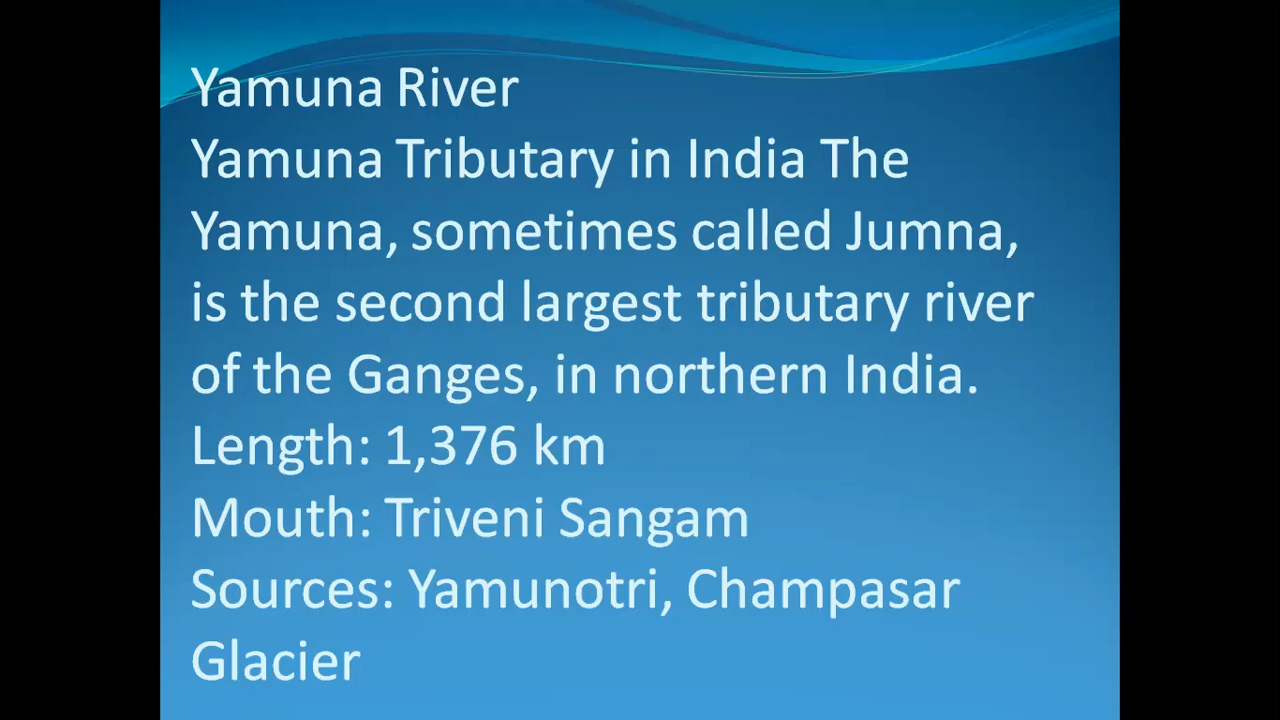 Yamuna River
Yamuna Tributary in India The
Yamuna, sometimes called Jumna,
is the second largest tributary river
of the Ganges, in northern India.
Length: 1,376 km
Mouth: Triveni Sangam
Sources: Yamunotri, Champasar
Glacier